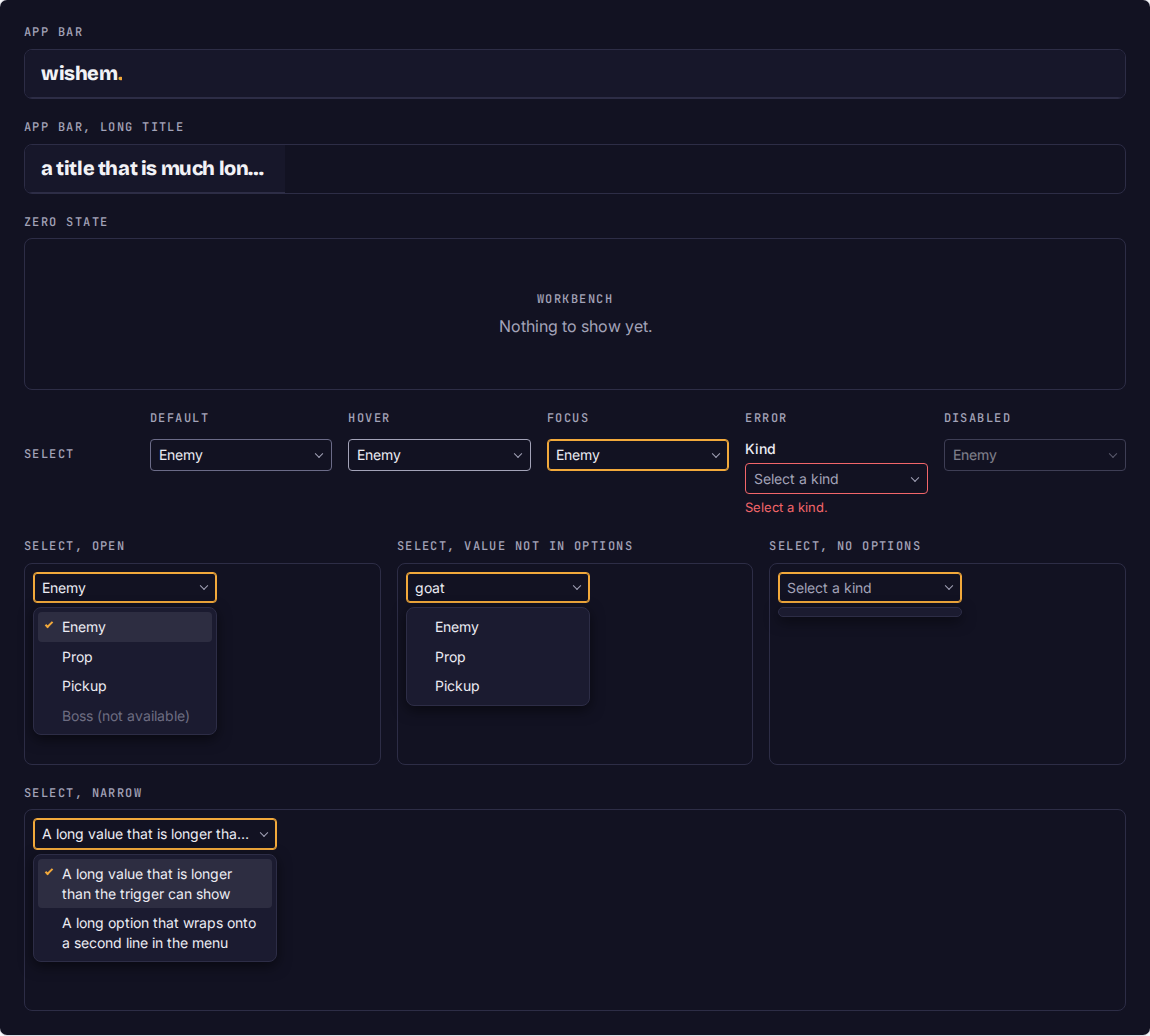 APP BAR
wishem.
APP BAR, LONG TITLE
a title that is much lon...
ZERO STATE
WORKBENCH
Nothing to show yet.
DEFAULT
HOVER
FOCUS
ERROR
DISABLED
SELECT
Enemy
Enemy
Enemy
Kind
Select a kind
Select a kind.
Enemy
SELECT, OPEN
SELECT, VALUE NOT IN OPTIONS
SELECT, NO OPTIONS
Enemy
Enemy
Prop
Pickup
Boss (not available)
goat
Enemy
Prop
Pickup
Select a kind
SELECT, NARROW
A long value that is longer tha...
A long value that is longer
than the trigger can show
A long option that wraps onto
a second line in the menu